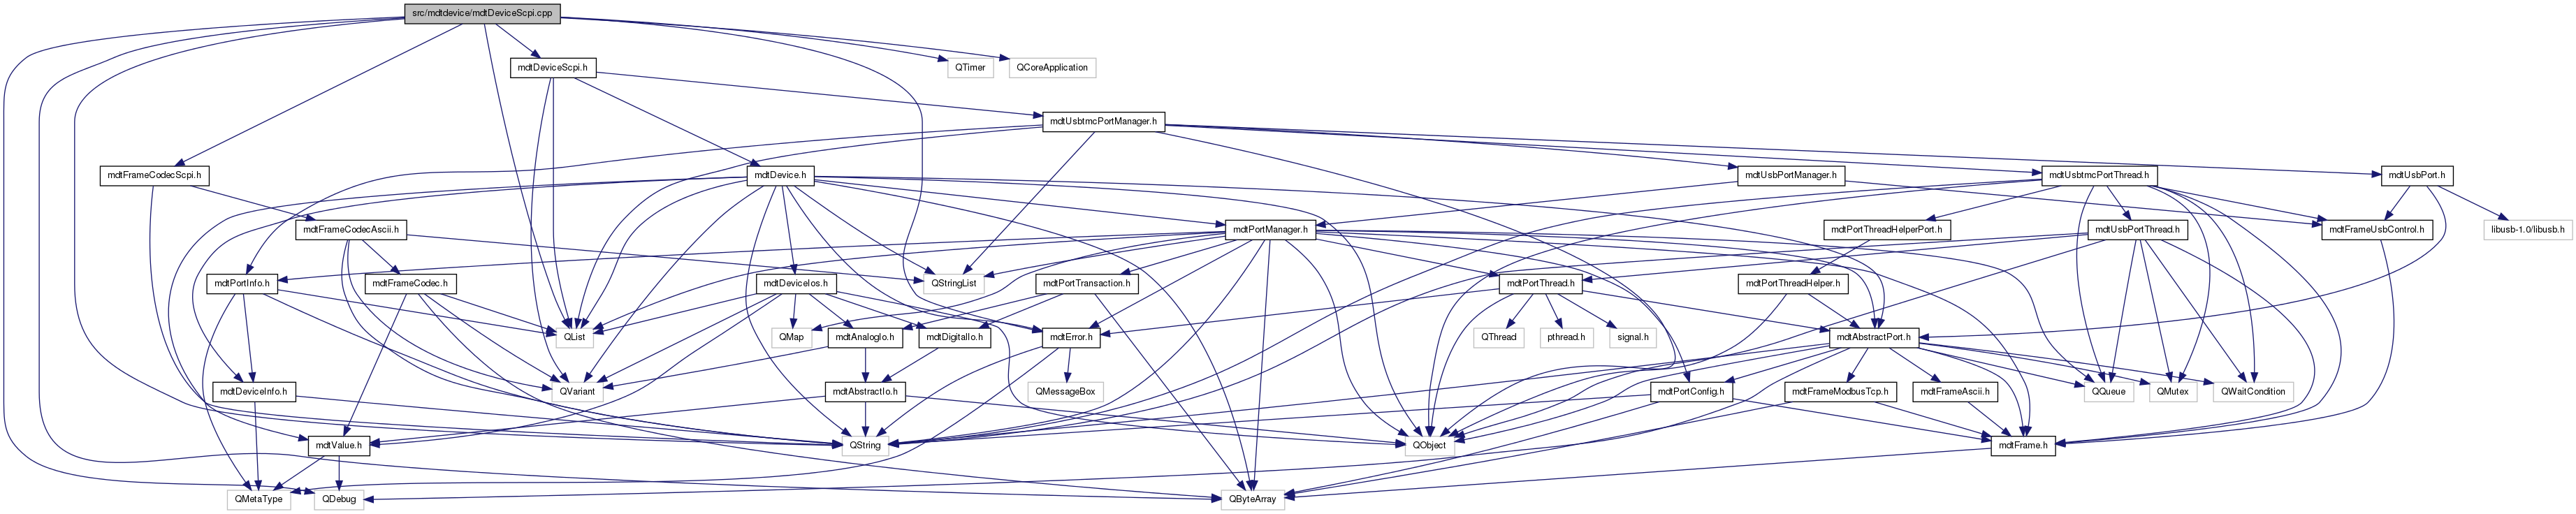 src/mdtdevice/mdtDeviceScpi.cpp
mdtDeviceScpi.h
QTimer
QCoreApplication
mdtUsbtmcPortManager.h
mdtFrameCodecScpi.h
mdtDevice.h
mdtUsbPortManager.h
mdtUsbtmcPortThread.h
mdtUsbPort.h
mdtFrameCodecAscii.h
mdtPortManager.h
mdtPortThreadHelperPort.h
mdtUsbPortThread.h
mdtFrameUsbControl.h
libusb-1.0/libusb.h
mdtPortInfo.h
mdtFrameCodec.h
mdtDeviceIos.h
QStringList
mdtPortTransaction.h
mdtPortThread.h
mdtPortThreadHelper.h
QList
QMap
mdtAnalogIo.h
mdtDigitalIo.h
mdtError.h
QThread
pthread.h
signal.h
mdtAbstractPort.h
mdtDeviceInfo.h
QVariant
mdtAbstractIo.h
QMessageBox
mdtPortConfig.h
mdtFrameModbusTcp.h
mdtFrameAscii.h
QQueue
QMutex
QWaitCondition
mdtValue.h
QString
QObject
mdtFrame.h
QMetaType
QDebug
QByteArray